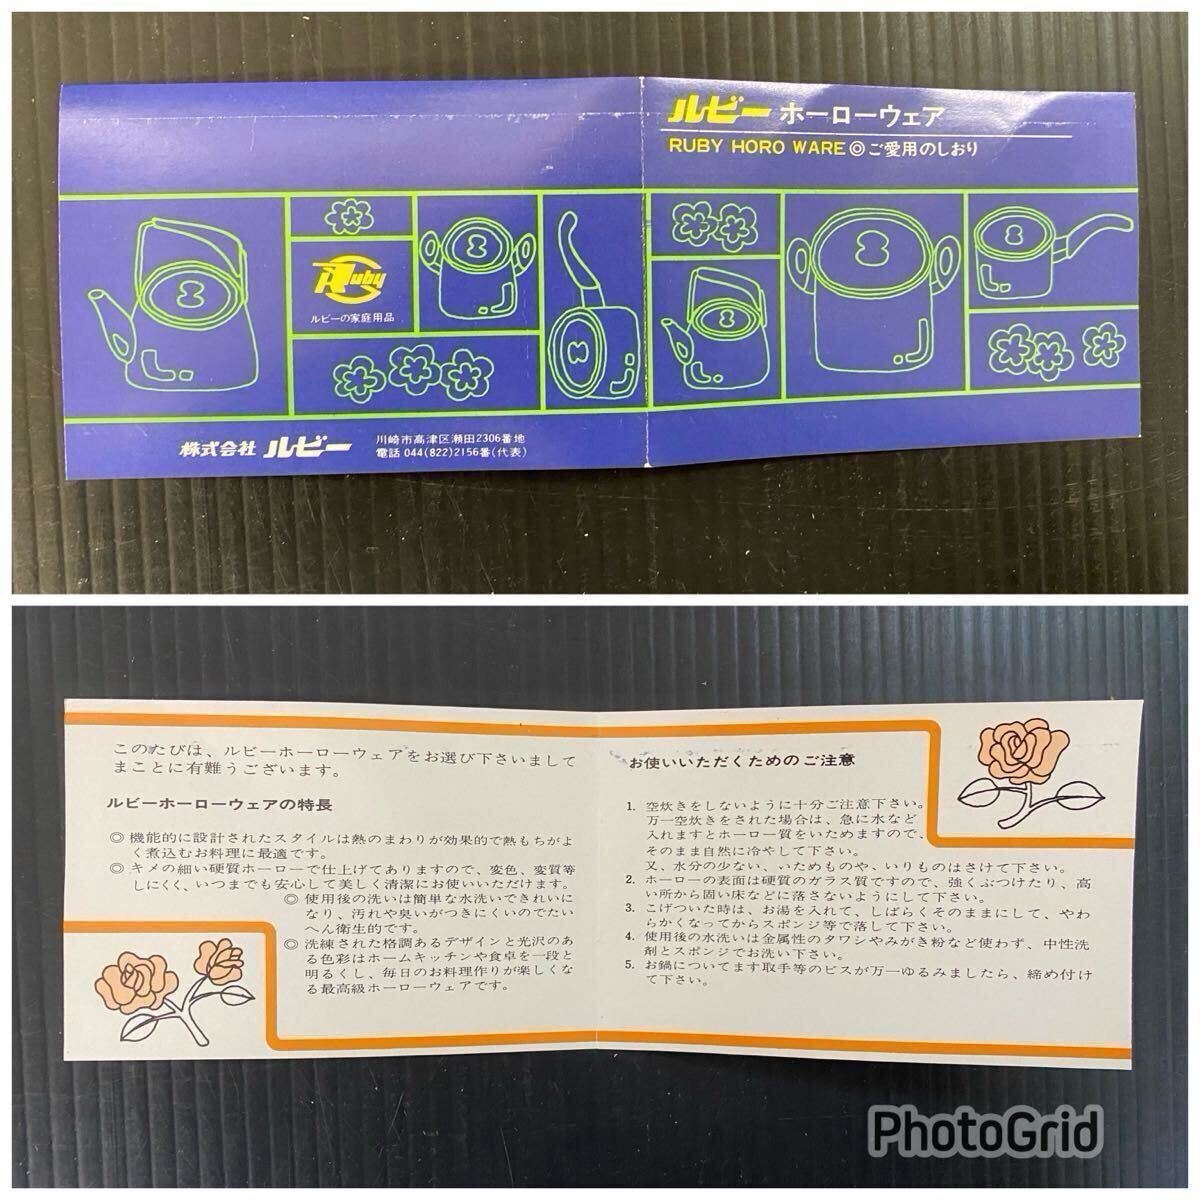 ルビー ホーローウェア
RUBY HORO WARE◎ご愛用のしおり
Ruby
ルビーの家庭用品
株式会社 ルビー
川崎市高津区瀬田2306番地
電話 044(822)2156番(代表)
このたびは、ルビーホーローウェアをお選び下さいまして
まことに有難うございます。
ルビーホーローウェアの特長
◎ 機能的に設計されたスタイルは熱のまわりが効果的で熱もちがよ
く煮込むお料理に最適です。
◎ キメの細い硬質ホーローで仕上げてありますので、変色、変質等
しにくく、いつまでも安心して美しく清潔にお使いいただけます。
◎ 使用後の洗いは簡単な水洗いできれいに
なり、汚れや臭いがつきにくいのでたい
へん衛生的です。
◎ 洗練された格調あるデザインと光沢のあ
る色彩はホームキッチンや食卓を一段と
明るくし、毎日のお料理作りが楽しくな
る最高級ホーローウェアです。
お使いいただくためのご注意
1. 空炊きをしないように十分ご注意下さい。
万一空炊きをされた場合は、急に水など
入れますとホーロー質をいためますので、
そのまま自然に冷やして下さい。
又、水分の少ない、いためものや、いりものはさけて下さい。
2. ホーローの表面は硬質のガラス質ですので、強くぶつけたり、高
い所から固い床などに落さないようにして下さい。
3. こげついた時は、お湯を入れて、しばらくそのままにして、やわ
らかくなってからスポンジ等で落して下さい。
4. 使用後の水洗いは金属性のタワシやみがき粉など使わず、中性洗
剤とスポンジでお洗い下さい。
5. お鍋についてます取手等のビスが万一ゆるみましたら、締め付け
て下さい。
PhotoGrid